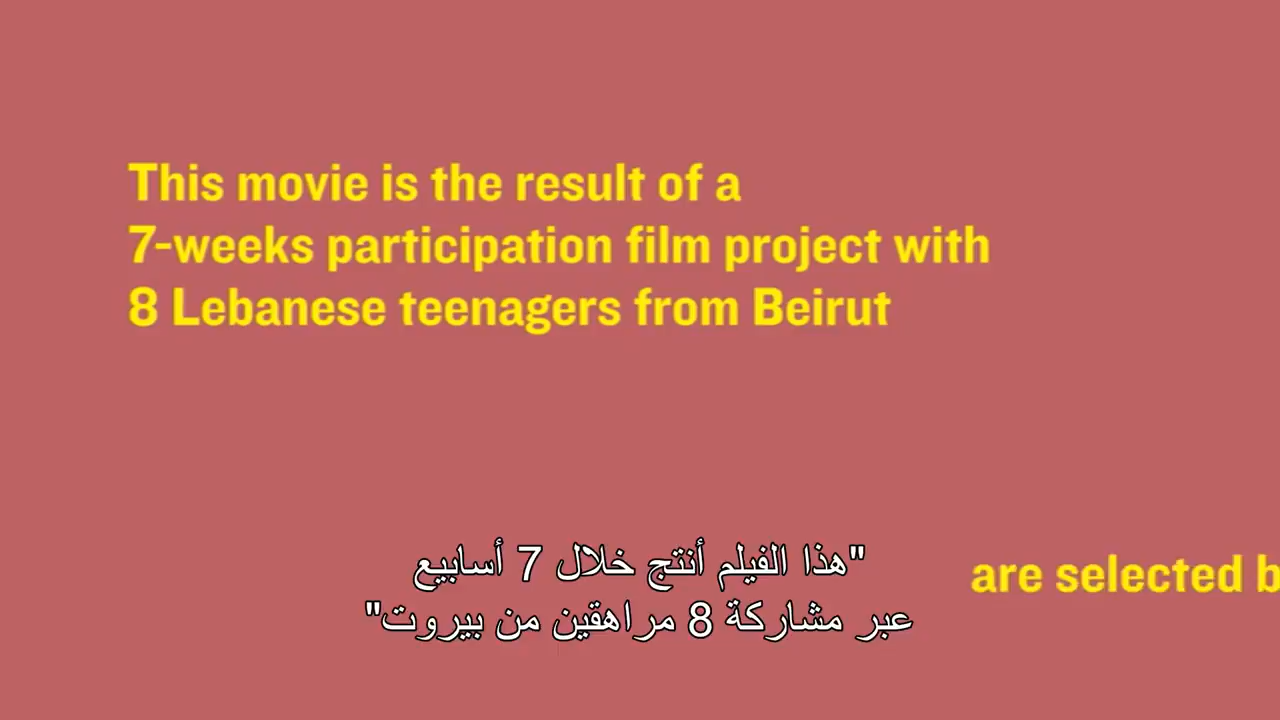 This movie is the result of a
7-weeks participation film project with
8 Lebanese teenagers from Beirut
are selected
"هذا الفيلم أنتج خلال 7 أسابيع
عبر مشاركة 8 مراهقين من بيروت"